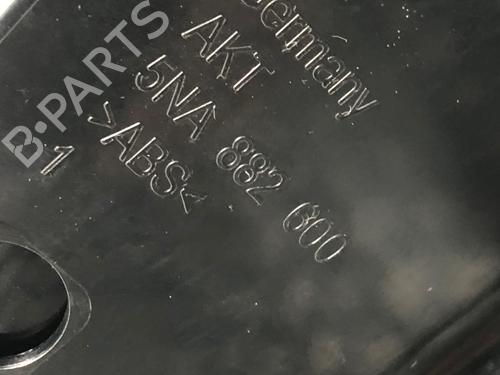 Germany
AKT
5NA 882 600
>ABS<
1
B-PARTS